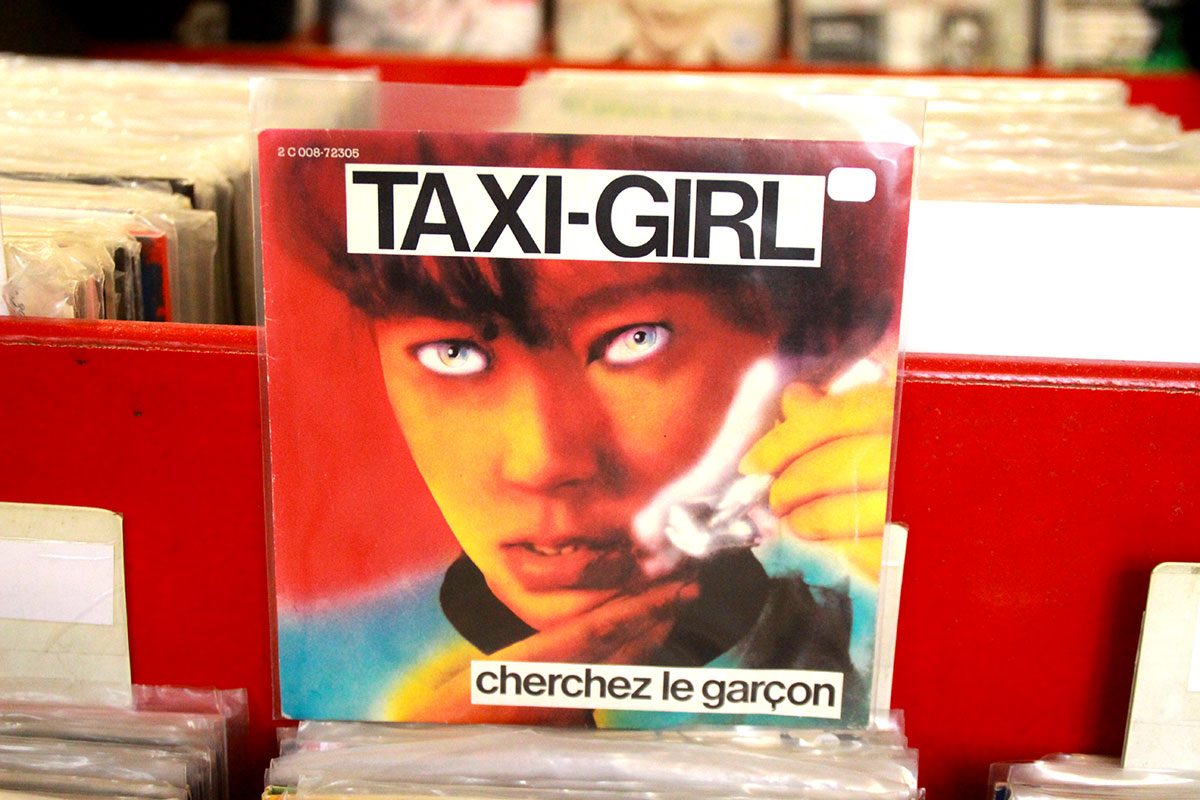 2 C 008-72305
TAXI-GIRL
cherchez le garçon